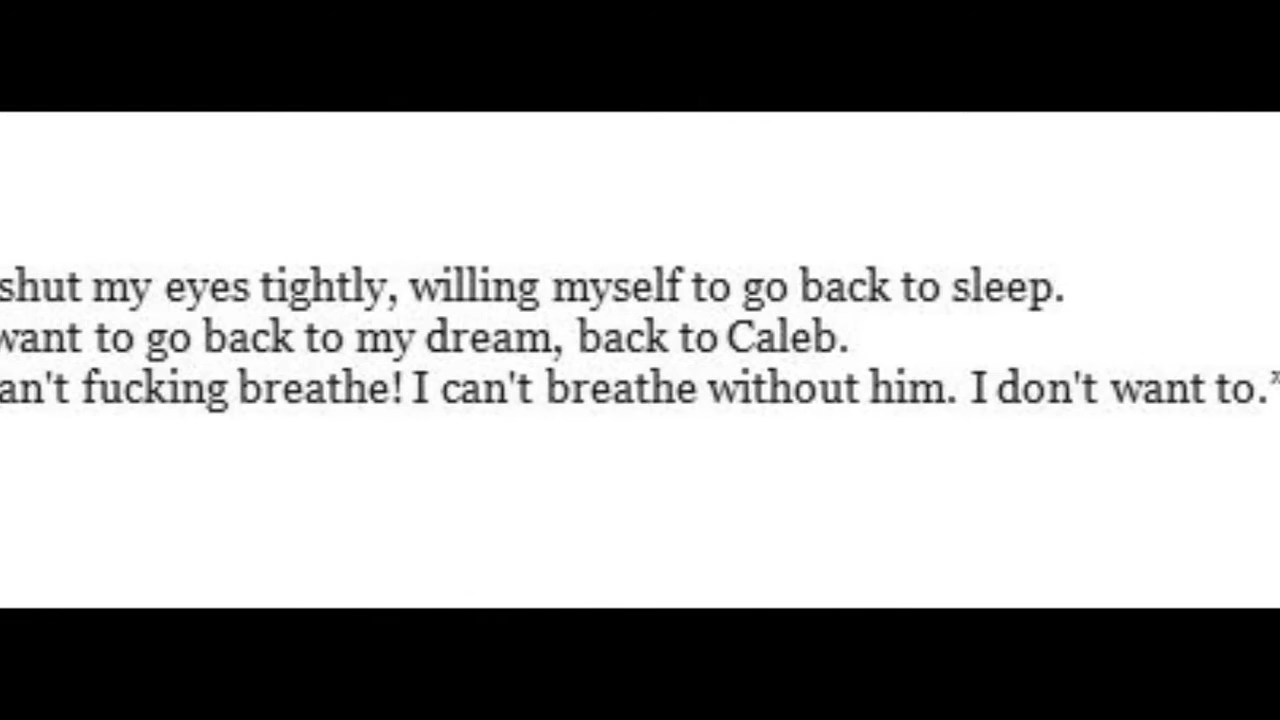 shut my eyes tightly, willing myself to go back to sleep.
want to go back to my dream, back to Caleb.
an't fucking breathe! I can't breathe without him. I don't want to.”